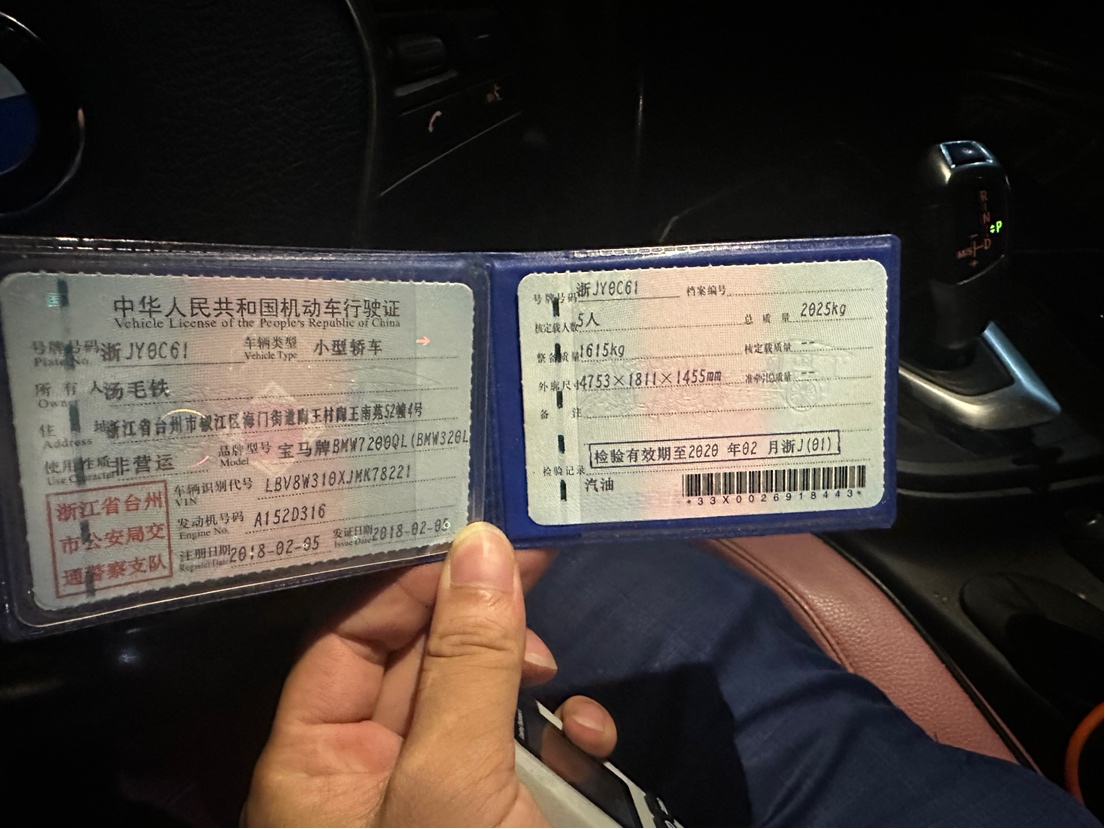 中华人民共和国机动车行驶证
Vehicle License of the People's Republic of China
号牌号码 浙JY0C61 车辆类型 小型轿车
Plate No. Vehicle Type
所有人 汤毛铁
Owner
住址 浙江省台州市椒江区海门街道陶王村陶王南苑52幢4号
Address
使用性质 非营运 品牌型号 宝马牌BMW7200QL(BMW320L
Use Character Model
浙江省台州
市公安局交
通警察支队
车辆识别代号 LBV8W310XJMK78221
VIN
发动机号码 A152D316
Engine No.
注册日期 2018-02-05 发证日期 2018-02-05
Register Date Issue Date
号牌号码 浙JY0C61 档案编号
核定载人数 5人 总质量 2025kg
整备质量 1615kg 核定载质量 --
外廓尺寸 4753×1811×1455mm 准牵引总质量 --
备注
检验有效期至2020 年02 月浙J(01)
检验记录
汽油
*33X0026918443*
R
N
D
P
M/S
+